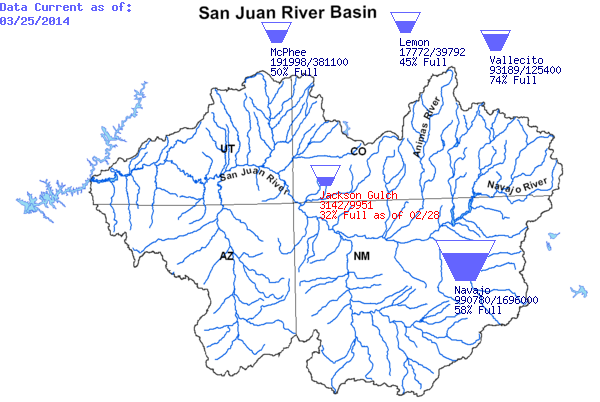 Data Current as of:
03/25/2014
San Juan River Basin
McPhee
191998/381100
50% Full
Lemon
17772/39792
45% Full
Vallecito
93189/125400
74% Full
Animas River
UT
CO
San Juan River
Navajo River
Jackson Gulch
3142/9951
32% Full as of 02/28
AZ
NM
Navajo
990780/1696000
58% Full